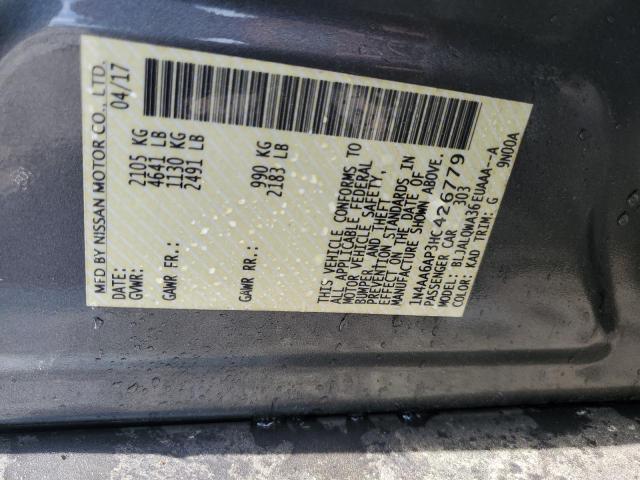 MFD BY NISSAN MOTOR CO., LTD.
04/17
GVWR: 2105 KG
4641 LB
GAWR FR.: 1130 KG
2491 LB
GAWR RR.: 990 KG
2183 LB
THIS VEHICLE CONFORMS TO
ALL APPLICABLE FEDERAL
MOTOR VEHICLE SAFETY,
BUMPER, AND THEFT
PREVENTION STANDARDS IN
EFFECT ON THE DATE OF
MANUFACTURE SHOWN ABOVE.
1N4AA6AP3HC426779
PASSENGER CAR 303
MODEL: BLJALQWA36EUAAA--A
COLOR: KAD TRIM: G 9N00A